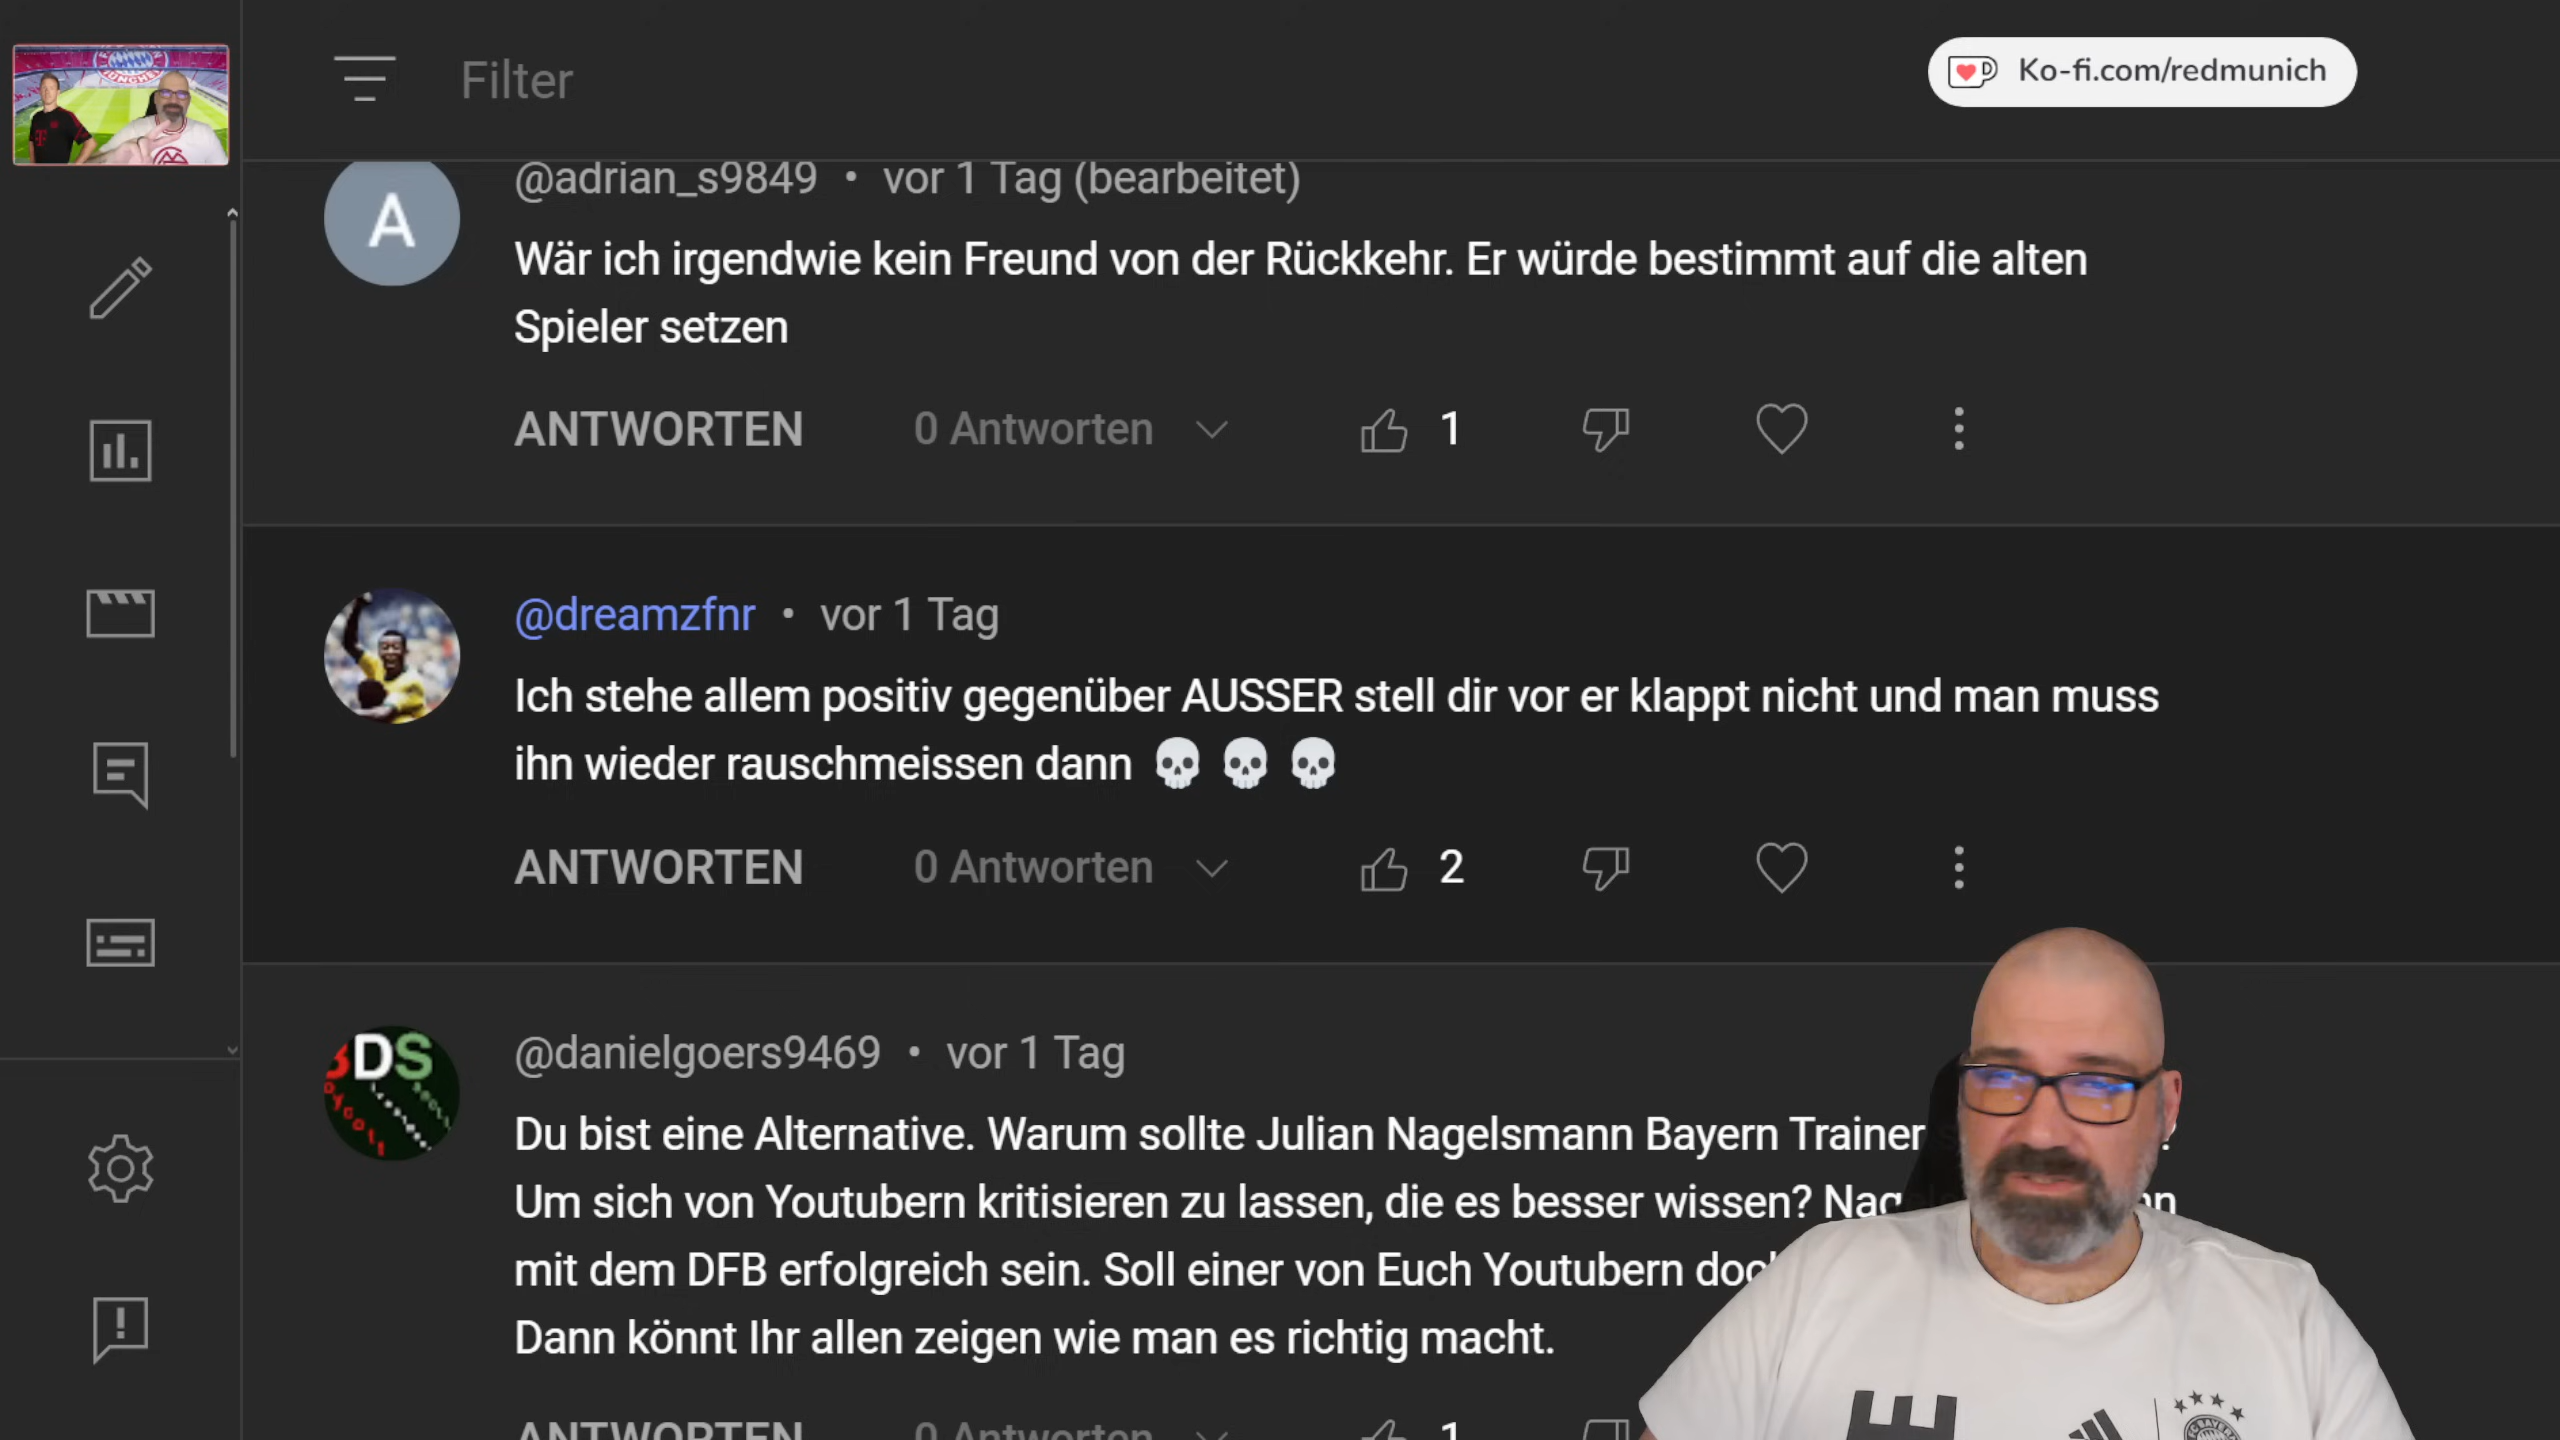 Filter
Ko-fi.com/redmunich
@adrian_s9849 • vor 1 Tag (bearbeitet)
A
Wär ich irgendwie kein Freund von der Rückkehr. Er würde bestimmt auf die alten
Spieler setzen
ANTWORTEN 0 Antworten 1
@dreamzfnr • vor 1 Tag
Ich stehe allem positiv gegenüber AUSSER stell dir vor er klappt nicht und man muss
ihn wieder rauschmeissen dann 💀 💀 💀
ANTWORTEN 0 Antworten 2
BDS
@danielgoers9469 • vor 1 Tag
Du bist eine Alternative. Warum sollte Julian Nagelsmann Bayern Trainer
Um sich von Youtubern kritisieren zu lassen, die es besser wissen?
mit dem DFB erfolgreich sein. Soll einer von Euch Youtubern
Dann könnt Ihr allen zeigen wie man es richtig macht.
ANTWORTEN 0 Antworten 1